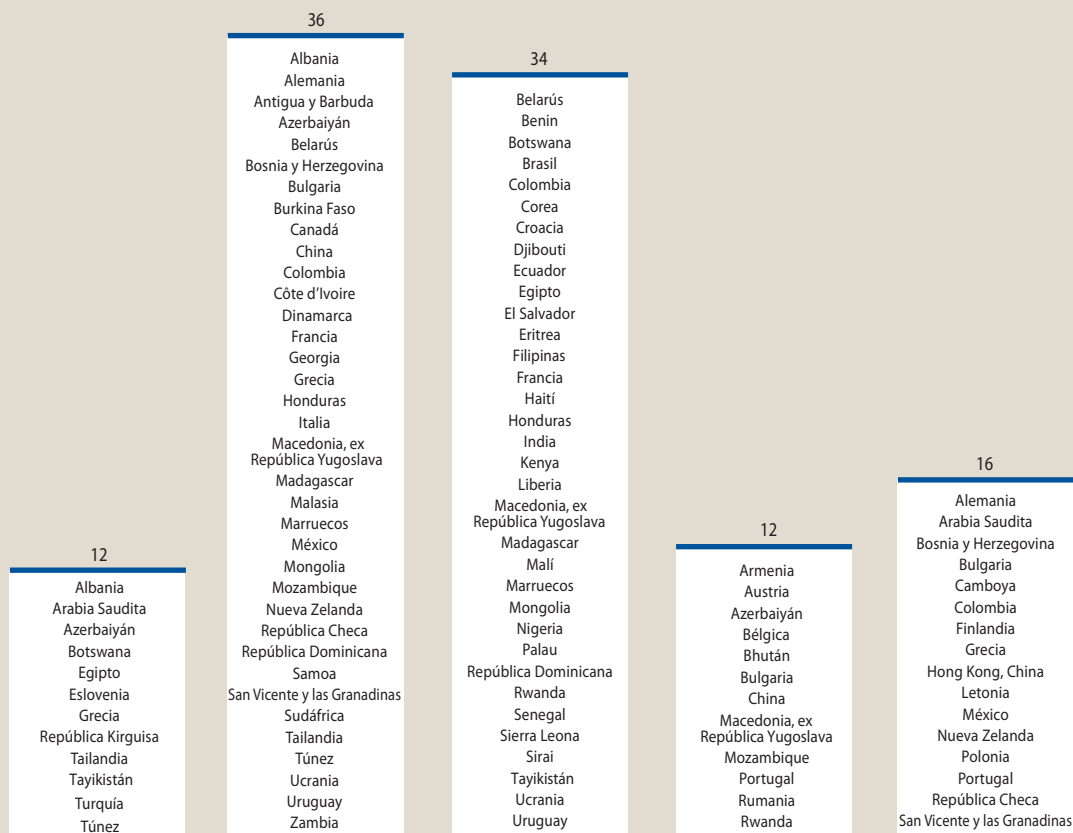 12
Albania
Arabia Saudita
Azerbaiyán
Botswana
Egipto
Eslovenia
Grecia
República Kirguisa
Tailandia
Tayikistán
Turquía
Túnez
36
Albania
Alemania
Antigua y Barbuda
Azerbaiyán
Belarús
Bosnia y Herzegovina
Bulgaria
Burkina Faso
Canadá
China
Colombia
Côte d’Ivoire
Dinamarca
Francia
Georgia
Grecia
Honduras
Italia
Macedonia, ex
República Yugoslava
Madagascar
Malasia
Marruecos
México
Mongolia
Mozambique
Nueva Zelanda
República Checa
República Dominicana
Samoa
San Vicente y las Granadinas
Sudáfrica
Tailandia
Túnez
Ucrania
Uruguay
Zambia
34
Belarús
Benin
Botswana
Brasil
Colombia
Corea
Croacia
Djibouti
Ecuador
Egipto
El Salvador
Eritrea
Filipinas
Francia
Haití
Honduras
India
Kenya
Liberia
Macedonia, ex
República Yugoslava
Madagascar
Malí
Marruecos
Mongolia
Nigeria
Palau
República Dominicana
Rwanda
Senegal
Sierra Leona
Sirai
Tayikistán
Ucrania
Uruguay
12
Armenia
Austria
Azerbaiyán
Bélgica
Bhután
Bulgaria
China
Macedonia, ex
República Yugoslava
Mozambique
Portugal
Rumania
Rwanda
16
Alemania
Arabia Saudita
Bosnia y Herzegovina
Bulgaria
Camboya
Colombia
Finlandia
Grecia
Hong Kong, China
Letonia
México
Nueva Zelanda
Polonia
Portugal
República Checa
San Vicente y las Granadinas